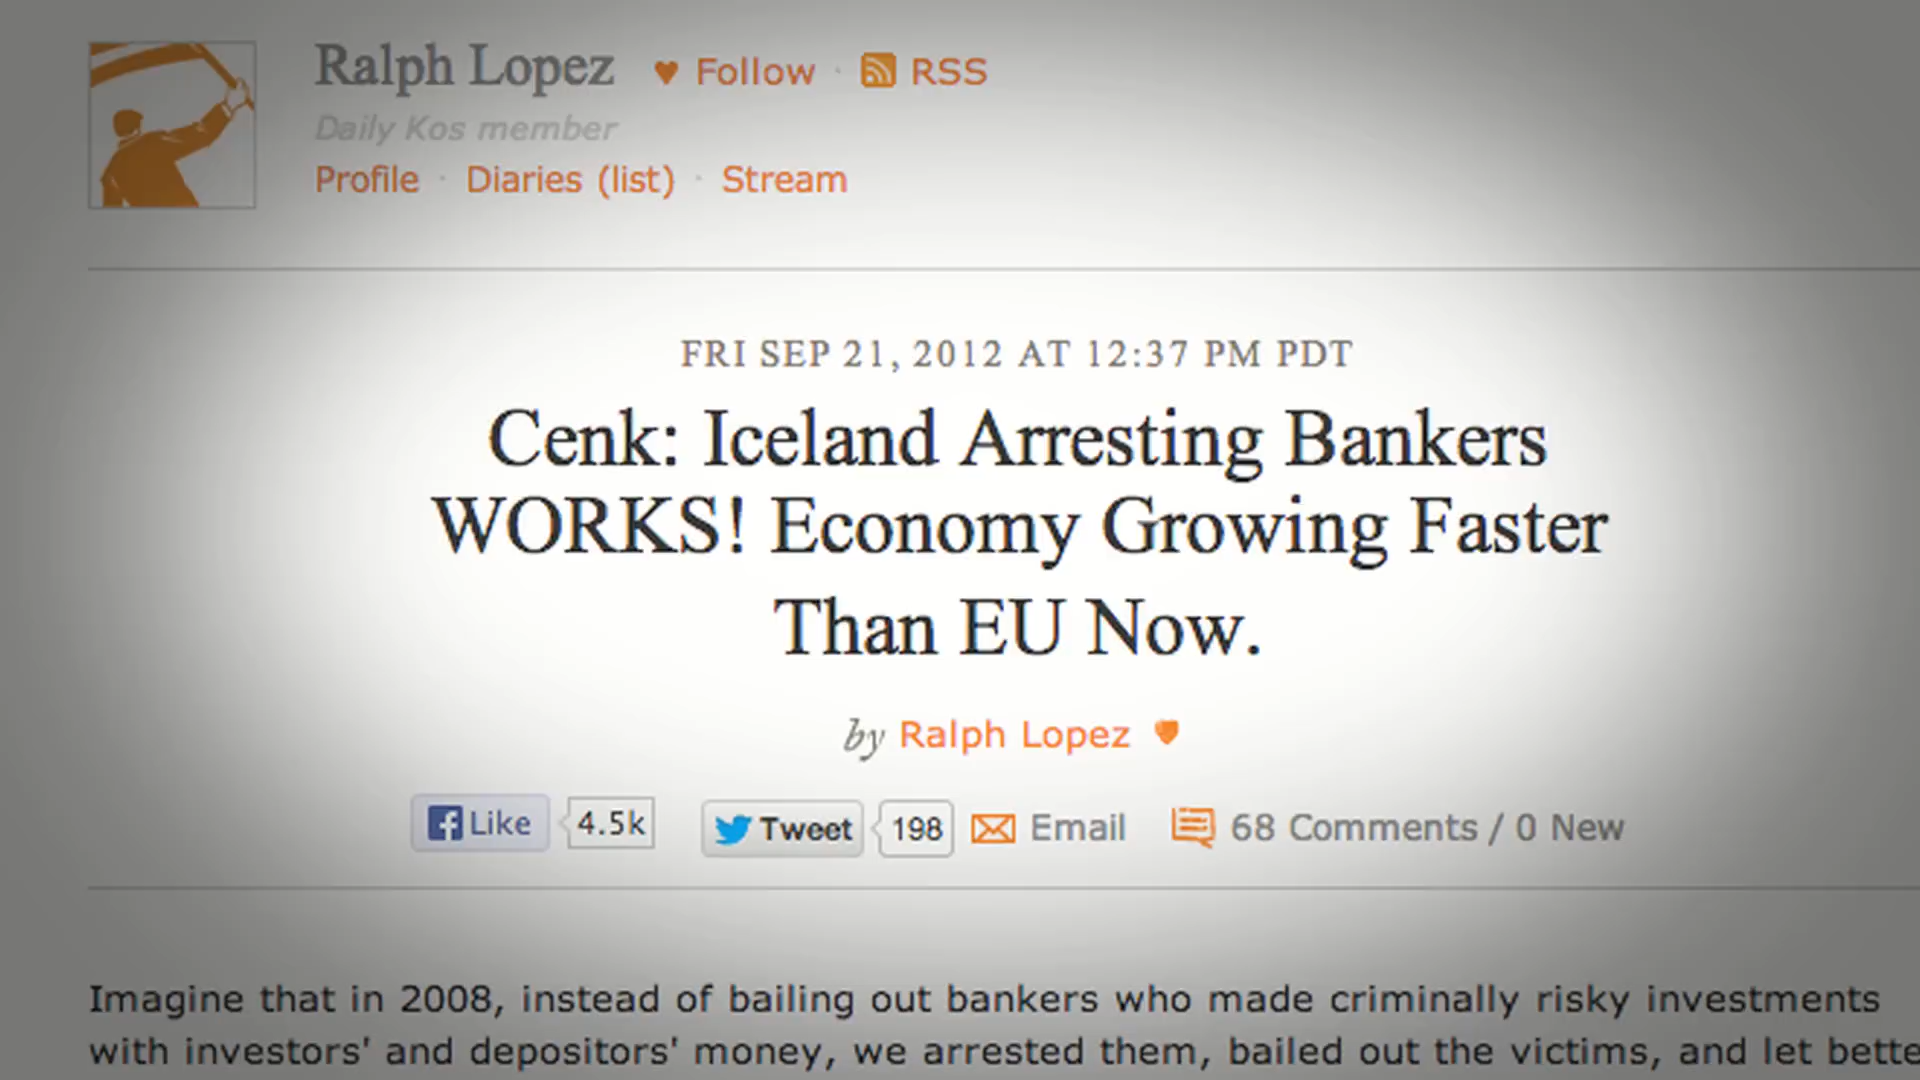 Ralph Lopez ♥ Follow · RSS
Daily Kos member
Profile · Diaries (list) · Stream
FRI SEP 21, 2012 AT 12:37 PM PDT
Cenk: Iceland Arresting Bankers
WORKS! Economy Growing Faster
Than EU Now.
by Ralph Lopez
Like 4.5k Tweet 198 Email 68 Comments / 0 New
Imagine that in 2008, instead of bailing out bankers who made criminally risky investments
with investors' and depositors' money, we arrested them, bailed out the victims, and let bette